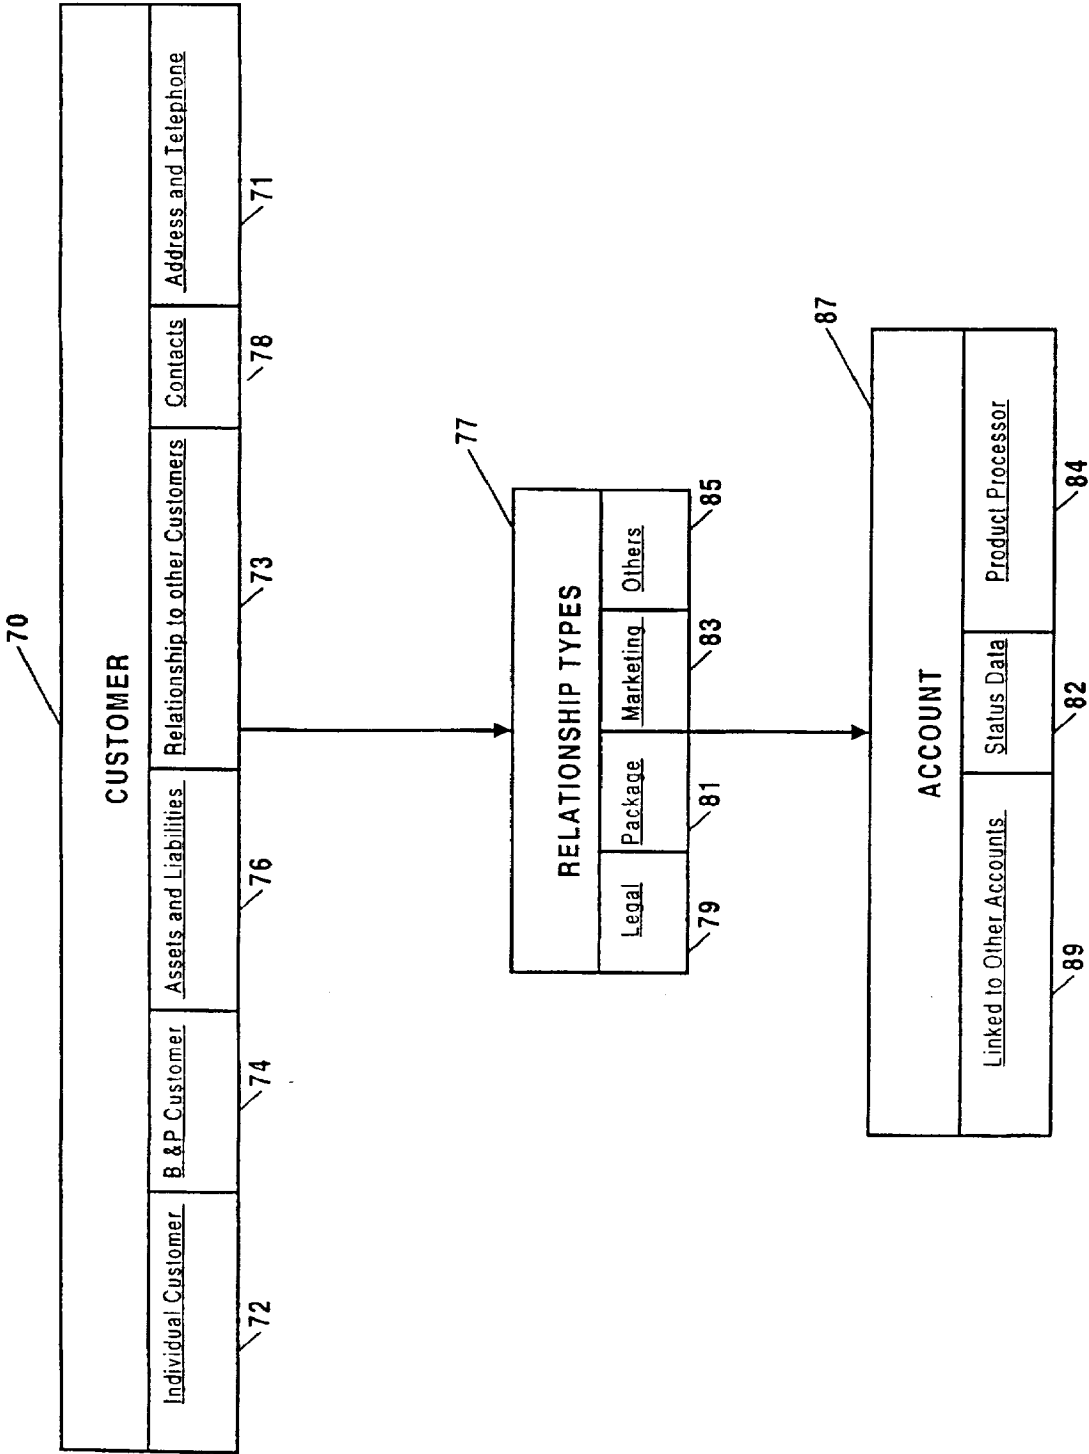 70
CUSTOMER
Individual Customer
B &P Customer
Assets and Liabilities
Relationship to other Customers
Contacts
Address and Telephone
72
74
76
73
78
71
77
RELATIONSHIP TYPES
Legal
Package
Marketing
Others
79
81
83
85
87
ACCOUNT
Linked to Other Accounts
Status Data
Product Processor
89
82
84